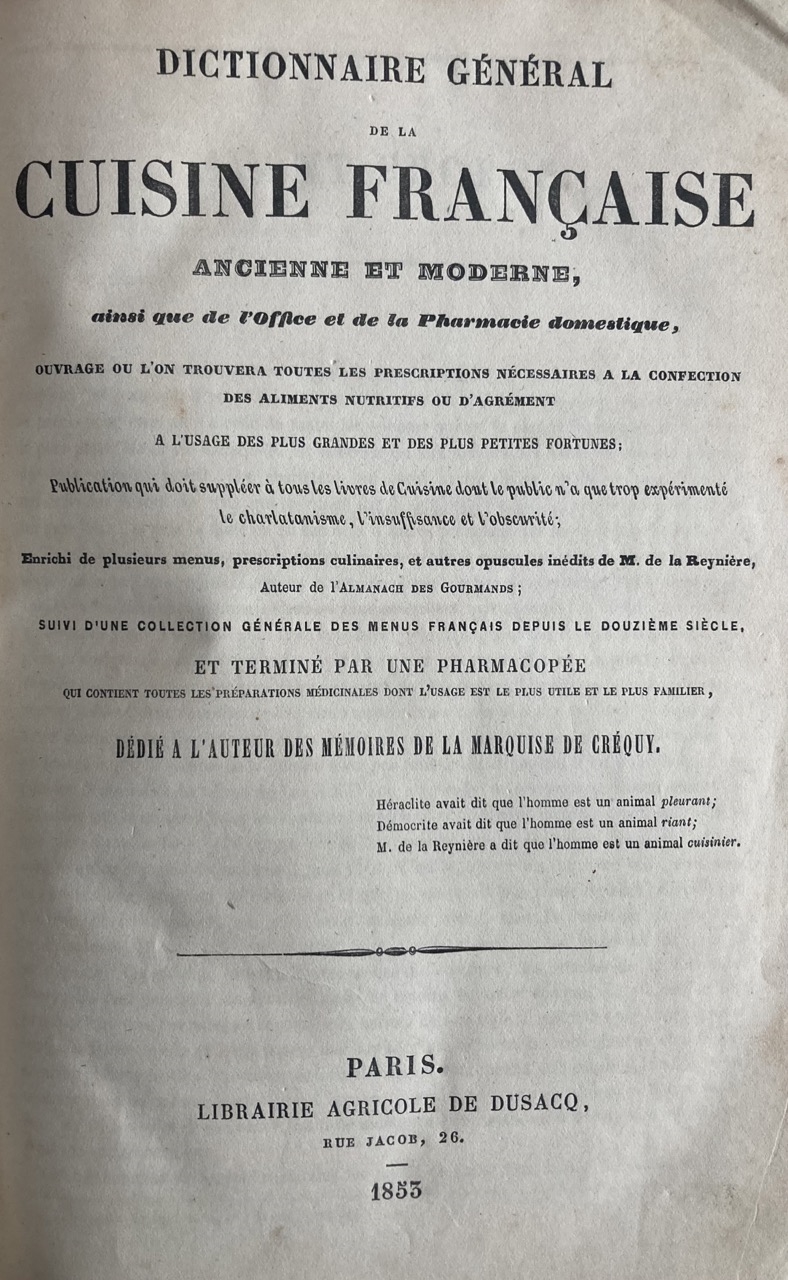 DICTIONNAIRE GÉNÉRAL
DE LA
CUISINE FRANÇAISE
ANCIENNE ET MODERNE,
ainsi que de l'Office et de la Pharmacie domestique,
OUVRAGE OU L'ON TROUVERA TOUTES LES PRESCRIPTIONS NÉCESSAIRES A LA CONFECTION
DES ALIMENTS NUTRITIFS OU D'AGRÉMENT
A L'USAGE DES PLUS GRANDES ET DES PLUS PETITES FORTUNES;
Publication qui doit suppléer à tous les livres de Cuisine dont le public n'a que trop expérimenté
le charlatanisme, l'insuffisance et l'obscurité;
Enrichi de plusieurs menus, prescriptions culinaires, et autres opuscules inédits de M. de la Reynière,
Auteur de l'ALMANACH DES GOURMANDS;
SUIVI D'UNE COLLECTION GÉNÉRALE DES MENUS FRANÇAIS DEPUIS LE DOUZIÈME SIÈCLE,
ET TERMINÉ PAR UNE PHARMACOPÉE
QUI CONTIENT TOUTES LES PRÉPARATIONS MÉDICINALES DONT L'USAGE EST LE PLUS UTILE ET LE PLUS FAMILIER,
DÉDIÉ A L'AUTEUR DES MÉMOIRES DE LA MARQUISE DE CRÉQUY.
Héraclite avait dit que l'homme est un animal pleurant;
Démocrite avait dit que l'homme est un animal riant;
M. de la Reynière a dit que l'homme est un animal cuisinier.
PARIS.
LIBRAIRIE AGRICOLE DE DUSACQ,
RUE JACOB, 26.
1853